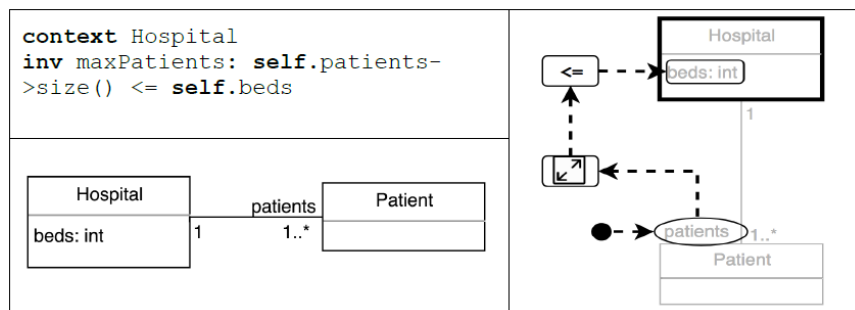 context Hospital
inv maxPatients: self.patients-
>size() <= self.beds
Hospital
beds: int
1
patients
1..*
Patient
Hospital
beds: int
1
<=
patients
1..*
Patient